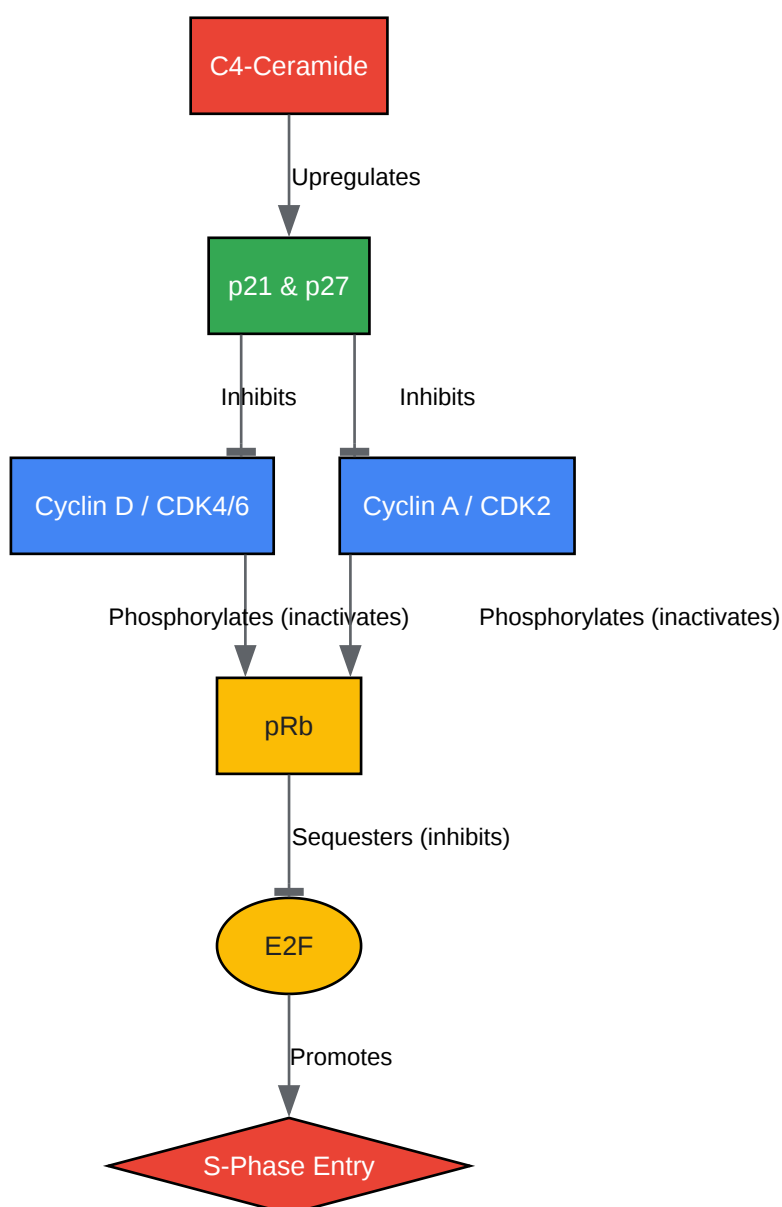 C4-Ceramide
Upregulates
p21 & p27
Inhibits
Inhibits
Cyclin D / CDK4/6
Cyclin A / CDK2
Phosphorylates (inactivates)
Phosphorylates (inactivates)
pRb
Sequesters (inhibits)
E2F
Promotes
S-Phase Entry